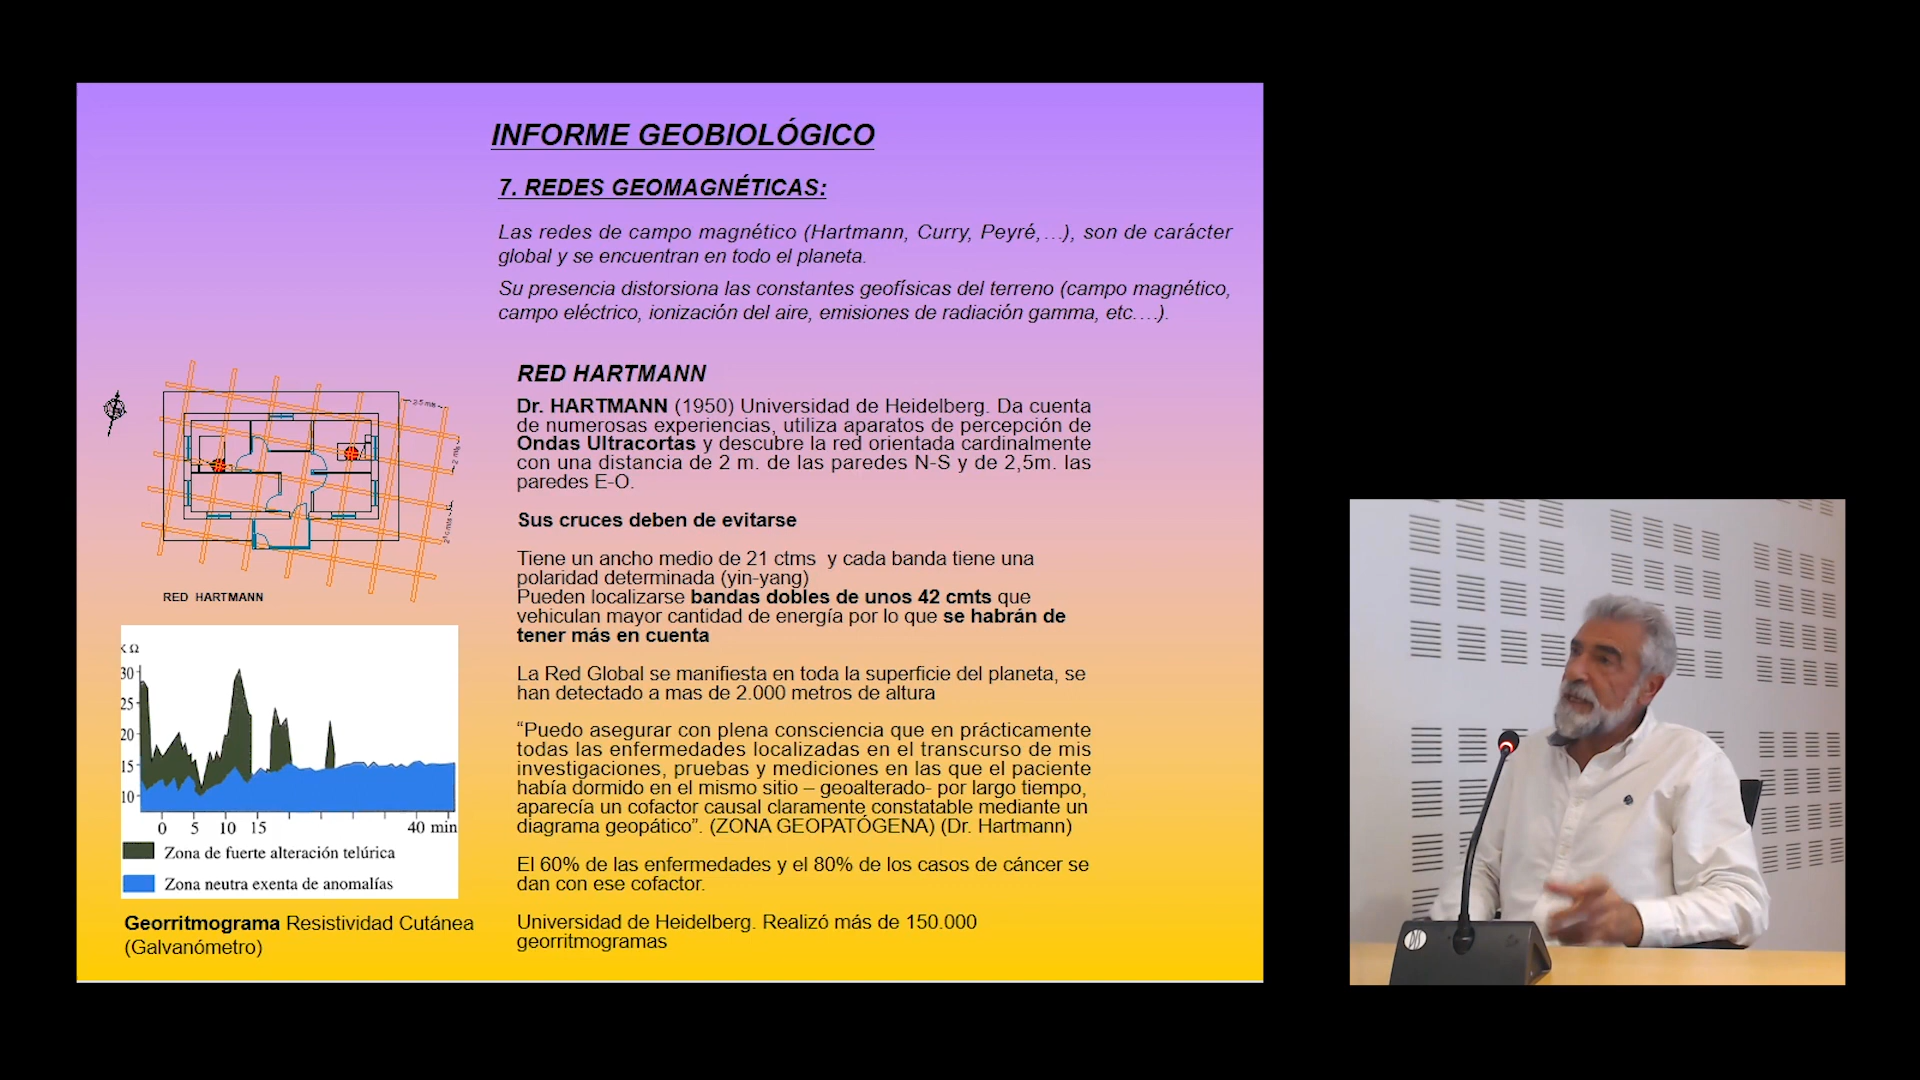 INFORME GEOBIOLÓGICO
7. REDES GEOMAGNÉTICAS:
Las redes de campo magnético (Hartmann, Curry, Peyré,…), son de carácter
global y se encuentran en todo el planeta.
Su presencia distorsiona las constantes geofísicas del terreno (campo magnético,
campo eléctrico, ionización del aire, emisiones de radiación gamma, etc….).
RED HARTMANN
Dr. HARTMANN (1950) Universidad de Heidelberg. Da cuenta
de numerosas experiencias, utiliza aparatos de percepción de
Ondas Ultracortas y descubre la red orientada cardinalmente
con una distancia de 2 m. de las paredes N-S y de 2,5m. las
paredes E-O.
Sus cruces deben de evitarse
Tiene un ancho medio de 21 ctms y cada banda tiene una
polaridad determinada (yin-yang)
Pueden localizarse bandas dobles de unos 42 cmts que
vehiculan mayor cantidad de energía por lo que se habrán de
tener más en cuenta
La Red Global se manifiesta en toda la superficie del planeta, se
han detectado a mas de 2.000 metros de altura
“Puedo asegurar con plena consciencia que en prácticamente
todas las enfermedades localizadas en el transcurso de mis
investigaciones, pruebas y mediciones en las que el paciente
había dormido en el mismo sitio – geoalterado- por largo tiempo,
aparecía un cofactor causal claramente constatable mediante un
diagrama geopático”. (ZONA GEOPATÓGENA) (Dr. Hartmann)
El 60% de las enfermedades y el 80% de los casos de cáncer se
dan con ese cofactor.
Universidad de Heidelberg. Realizó más de 150.000
georritmogramas
2.5 mts
2 mts
RED HARTMANN
K Ω
30
25
20
15
10
0 5 10 15 40 min
Zona de fuerte alteración telúrica
Zona neutra exenta de anomalías
Georritmograma Resistividad Cutánea
(Galvanómetro)